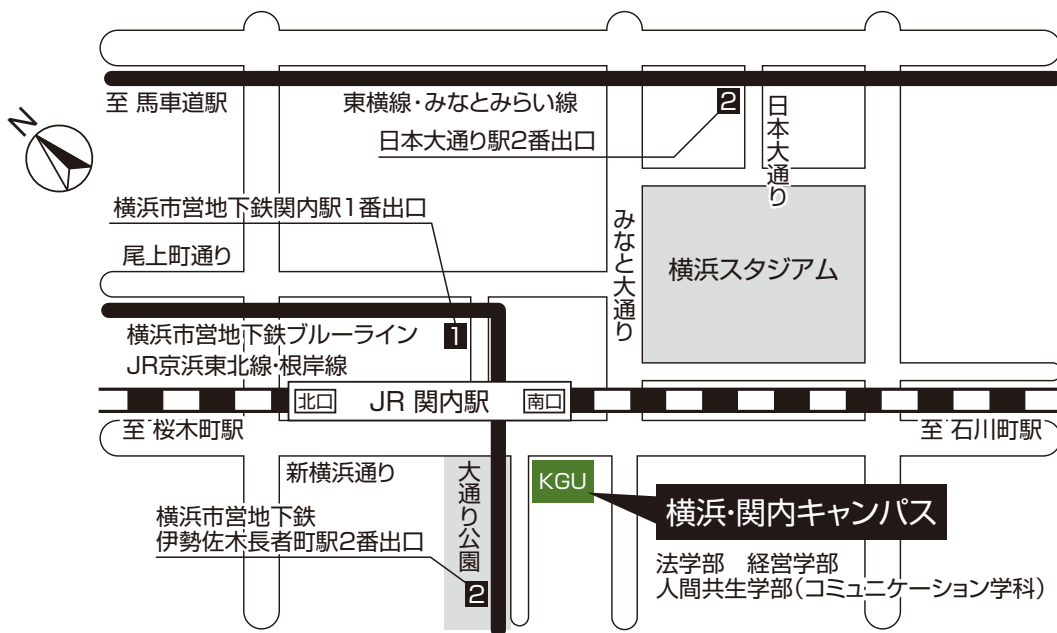 N
至 馬車道駅
東横線・みなとみらい線
2
日本大通り駅2番出口
日本大通り
横浜市営地下鉄関内駅1番出口
尾上町通り
みなと大通り
横浜スタジアム
横浜市営地下鉄ブルーライン
1
JR京浜東北線・根岸線
北口
JR 関内駅
南口
至 桜木町駅
至 石川町駅
新横浜通り
大通り公園
KGU
横浜・関内キャンパス
横浜市営地下鉄
伊勢佐木長者町駅2番出口
2
法学部 経営学部
人間共生学部(コミュニケーション学科)